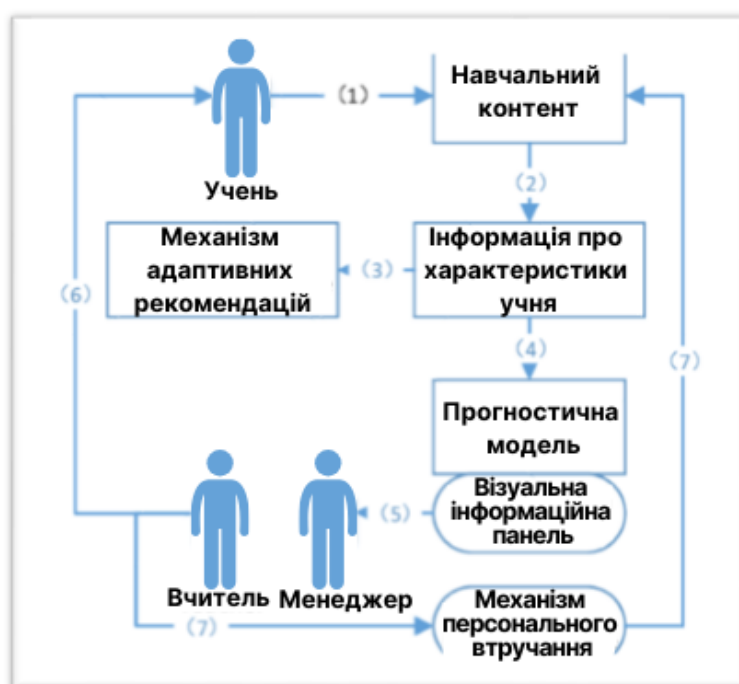 Навчальний
контент
(1)
Учень
(2)
Механізм
адаптивних
рекомендацій
(3)
Інформація про
характеристики
учня
(6)
(4)
(7)
Прогностична
модель
Візуальна
інформаційна
панель
(5)
Вчитель
Менеджер
(7)
Механізм
персонального
втручання